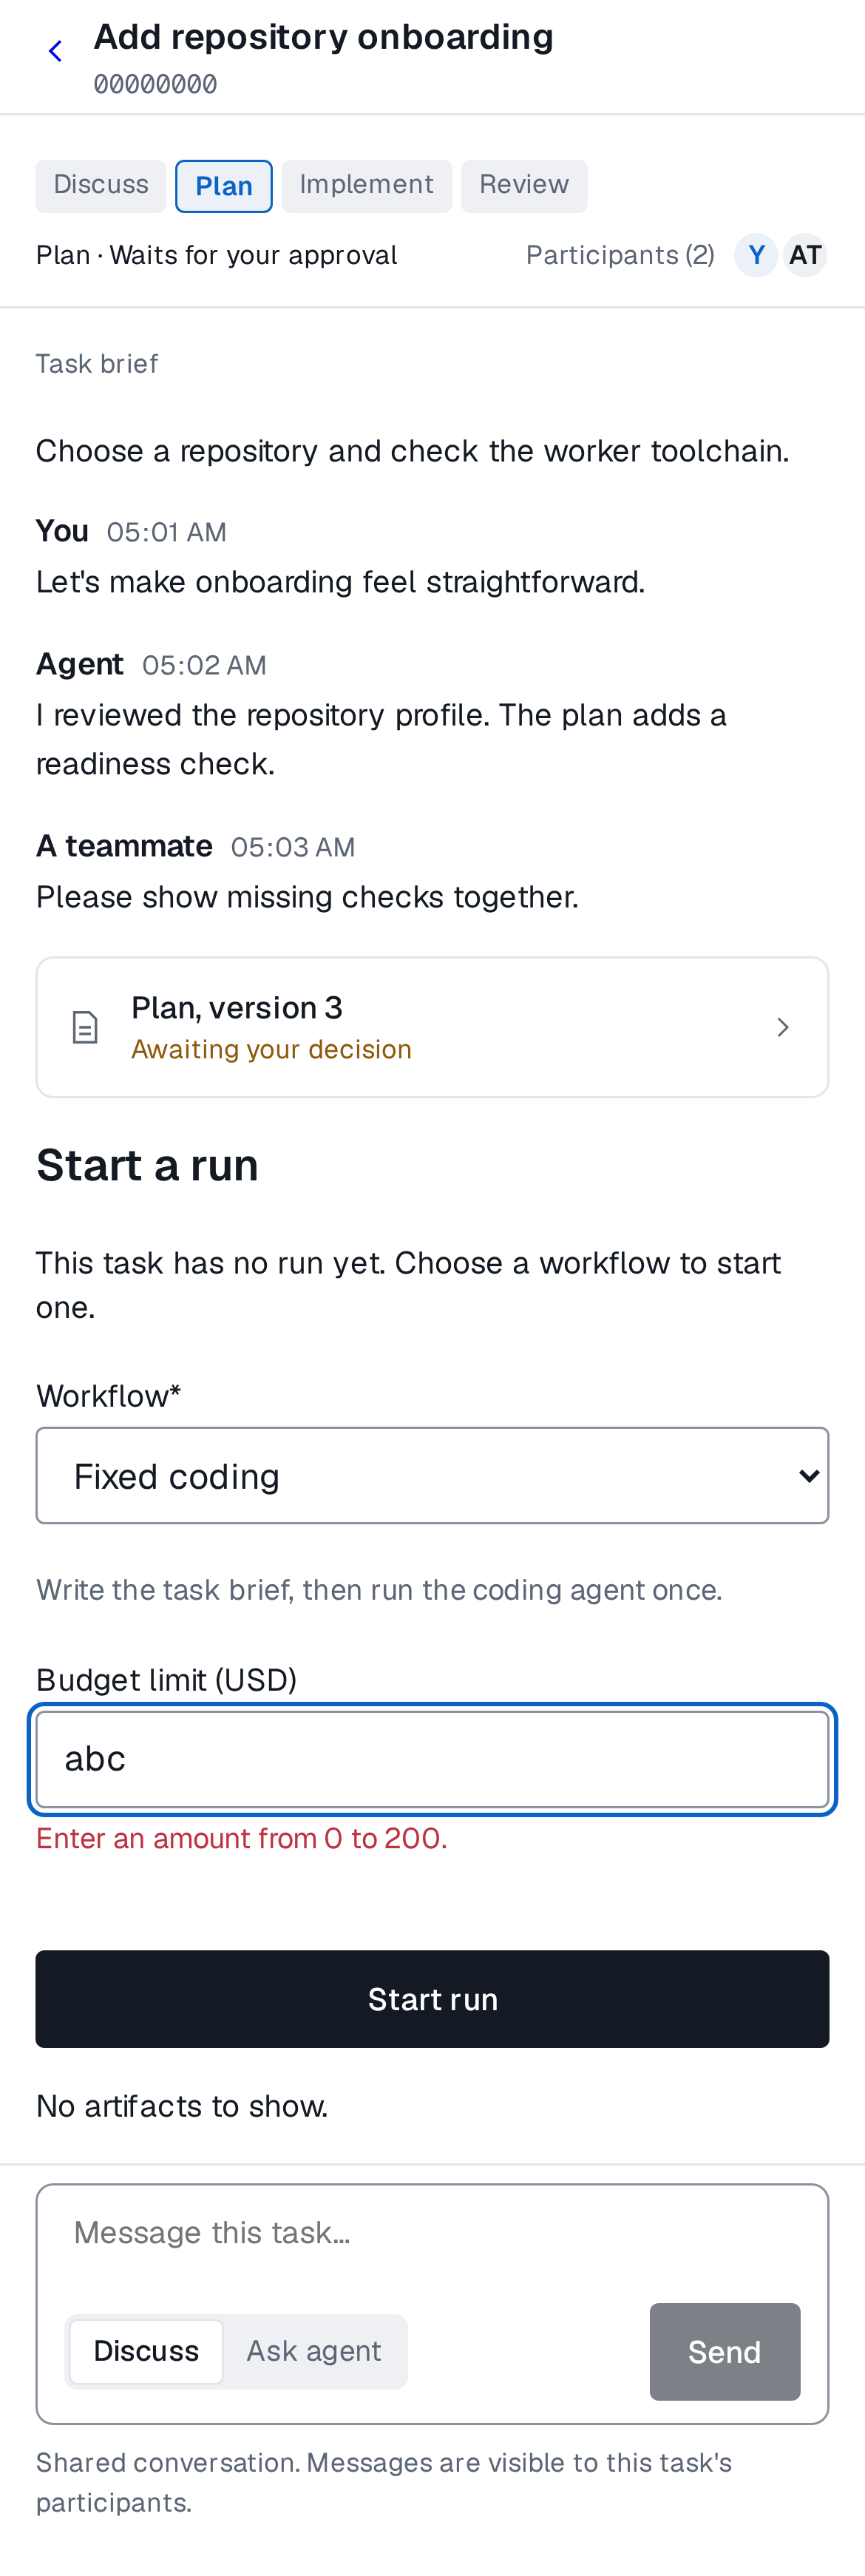 Add repository onboarding
00000000
Discuss Plan Implement Review
Plan · Waits for your approval Participants (2) Y AT
Task brief
Choose a repository and check the worker toolchain.
You 05:01 AM
Let's make onboarding feel straightforward.
Agent 05:02 AM
I reviewed the repository profile. The plan adds a
readiness check.
A teammate 05:03 AM
Please show missing checks together.
Plan, version 3
Awaiting your decision
Start a run
This task has no run yet. Choose a workflow to start
one.
Workflow*
Fixed coding
Write the task brief, then run the coding agent once.
Budget limit (USD)
abc
Enter an amount from 0 to 200.
Start run
No artifacts to show.
Message this task...
Discuss Ask agent Send
Shared conversation. Messages are visible to this task's
participants.